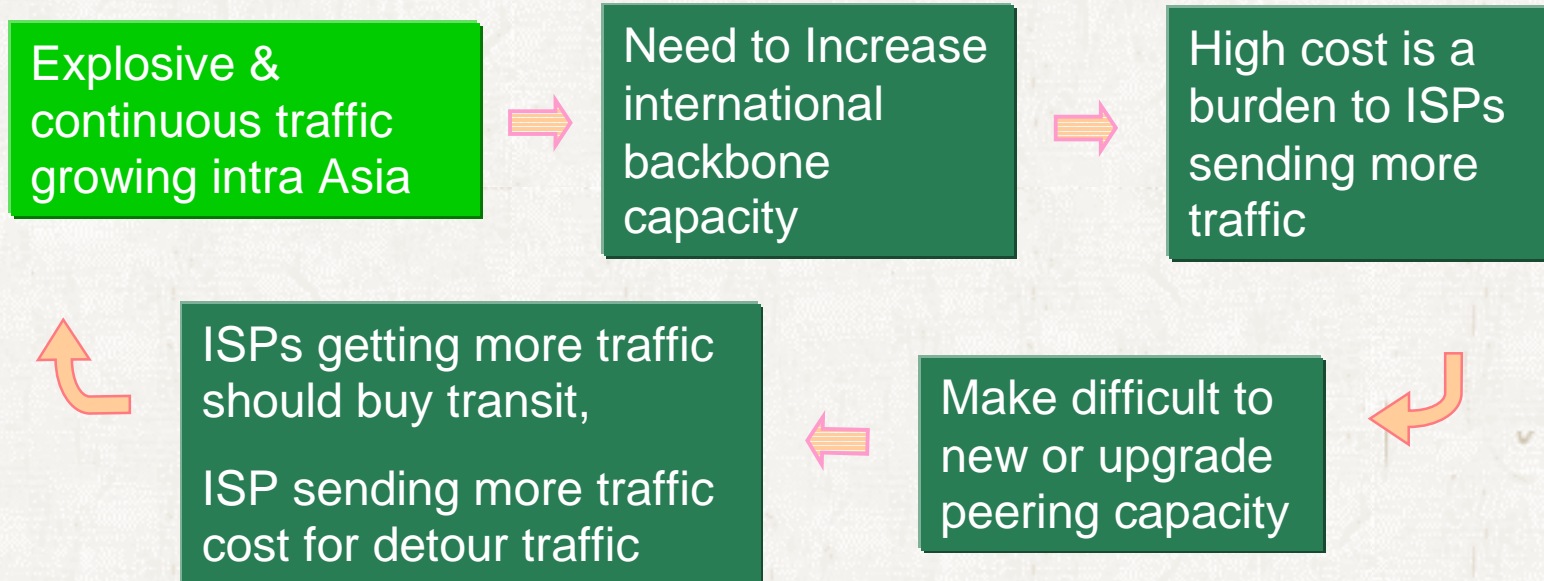 Explosive &
continuous traffic
growing intra Asia
Need to Increase
international
backbone
capacity
High cost is a
burden to ISPs
sending more
traffic
Make difficult to
new or upgrade
peering capacity
ISPs getting more traffic
should buy transit,
ISP sending more traffic
cost for detour traffic